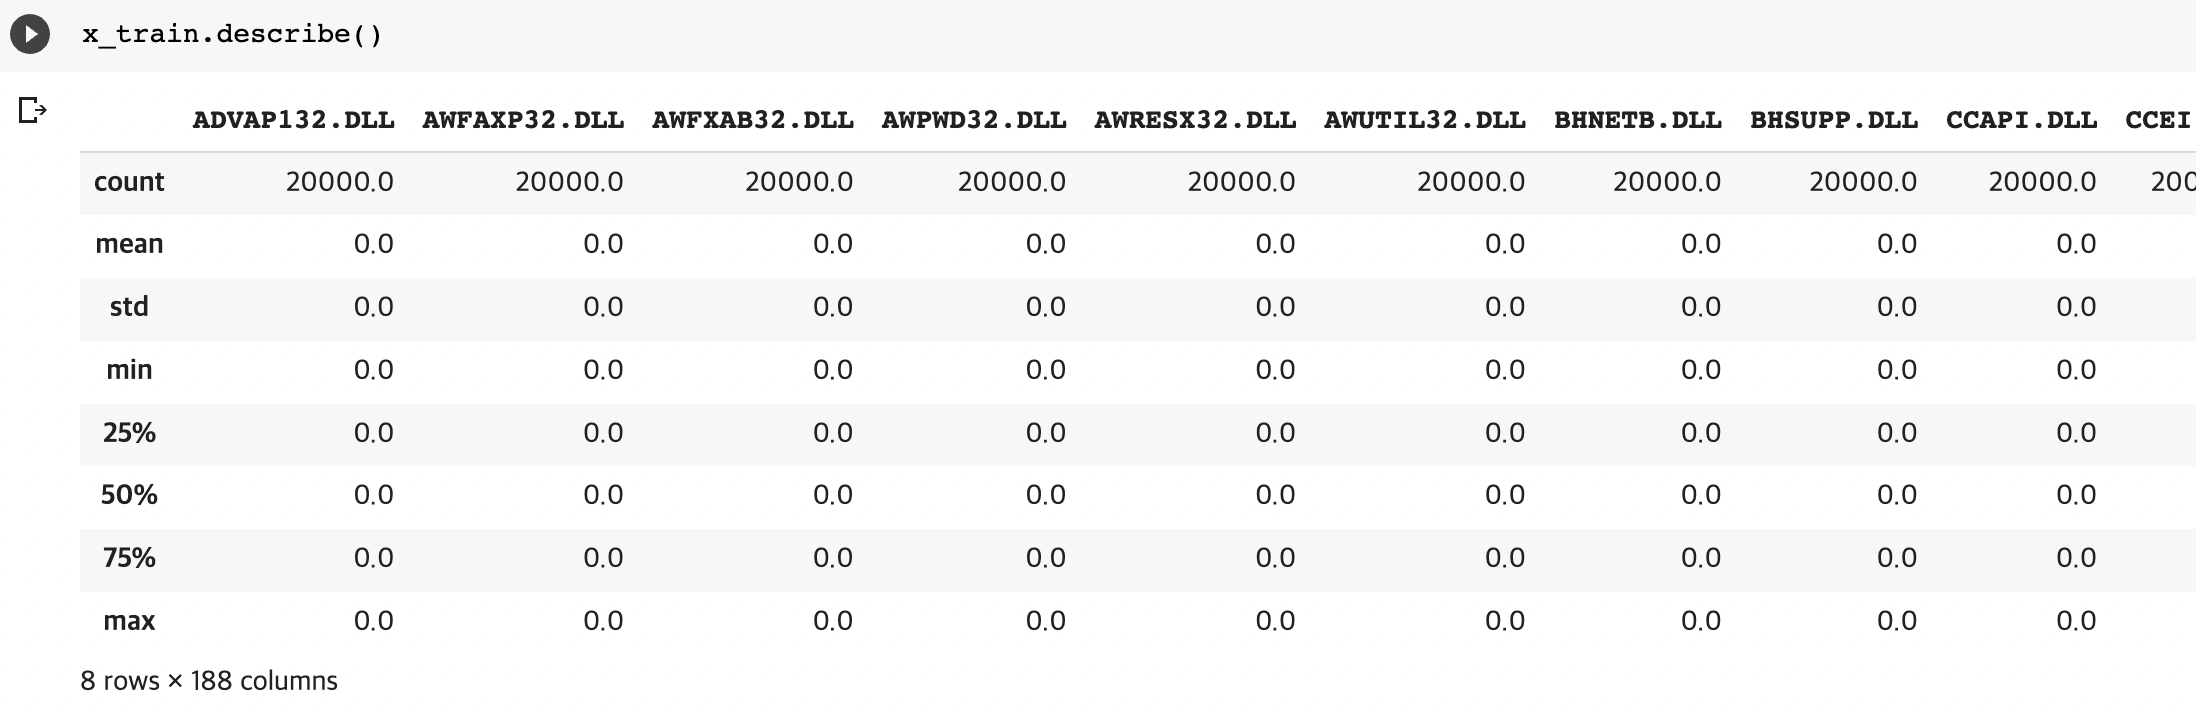 x_train.describe()
ADVAP132.DLL AWFAXP32.DLL AWFXAB32.DLL AWPWD32.DLL AWRESX32.DLL AWUTIL32.DLL BHNETB.DLL BHSUPP.DLL CCAPI.DLL CCEI
count 20000.0 20000.0 20000.0 20000.0 20000.0 20000.0 20000.0 20000.0 20000.0 200
mean 0.0 0.0 0.0 0.0 0.0 0.0 0.0 0.0 0.0
std 0.0 0.0 0.0 0.0 0.0 0.0 0.0 0.0 0.0
min 0.0 0.0 0.0 0.0 0.0 0.0 0.0 0.0 0.0
25% 0.0 0.0 0.0 0.0 0.0 0.0 0.0 0.0 0.0
50% 0.0 0.0 0.0 0.0 0.0 0.0 0.0 0.0 0.0
75% 0.0 0.0 0.0 0.0 0.0 0.0 0.0 0.0 0.0
max 0.0 0.0 0.0 0.0 0.0 0.0 0.0 0.0 0.0
8 rows × 188 columns